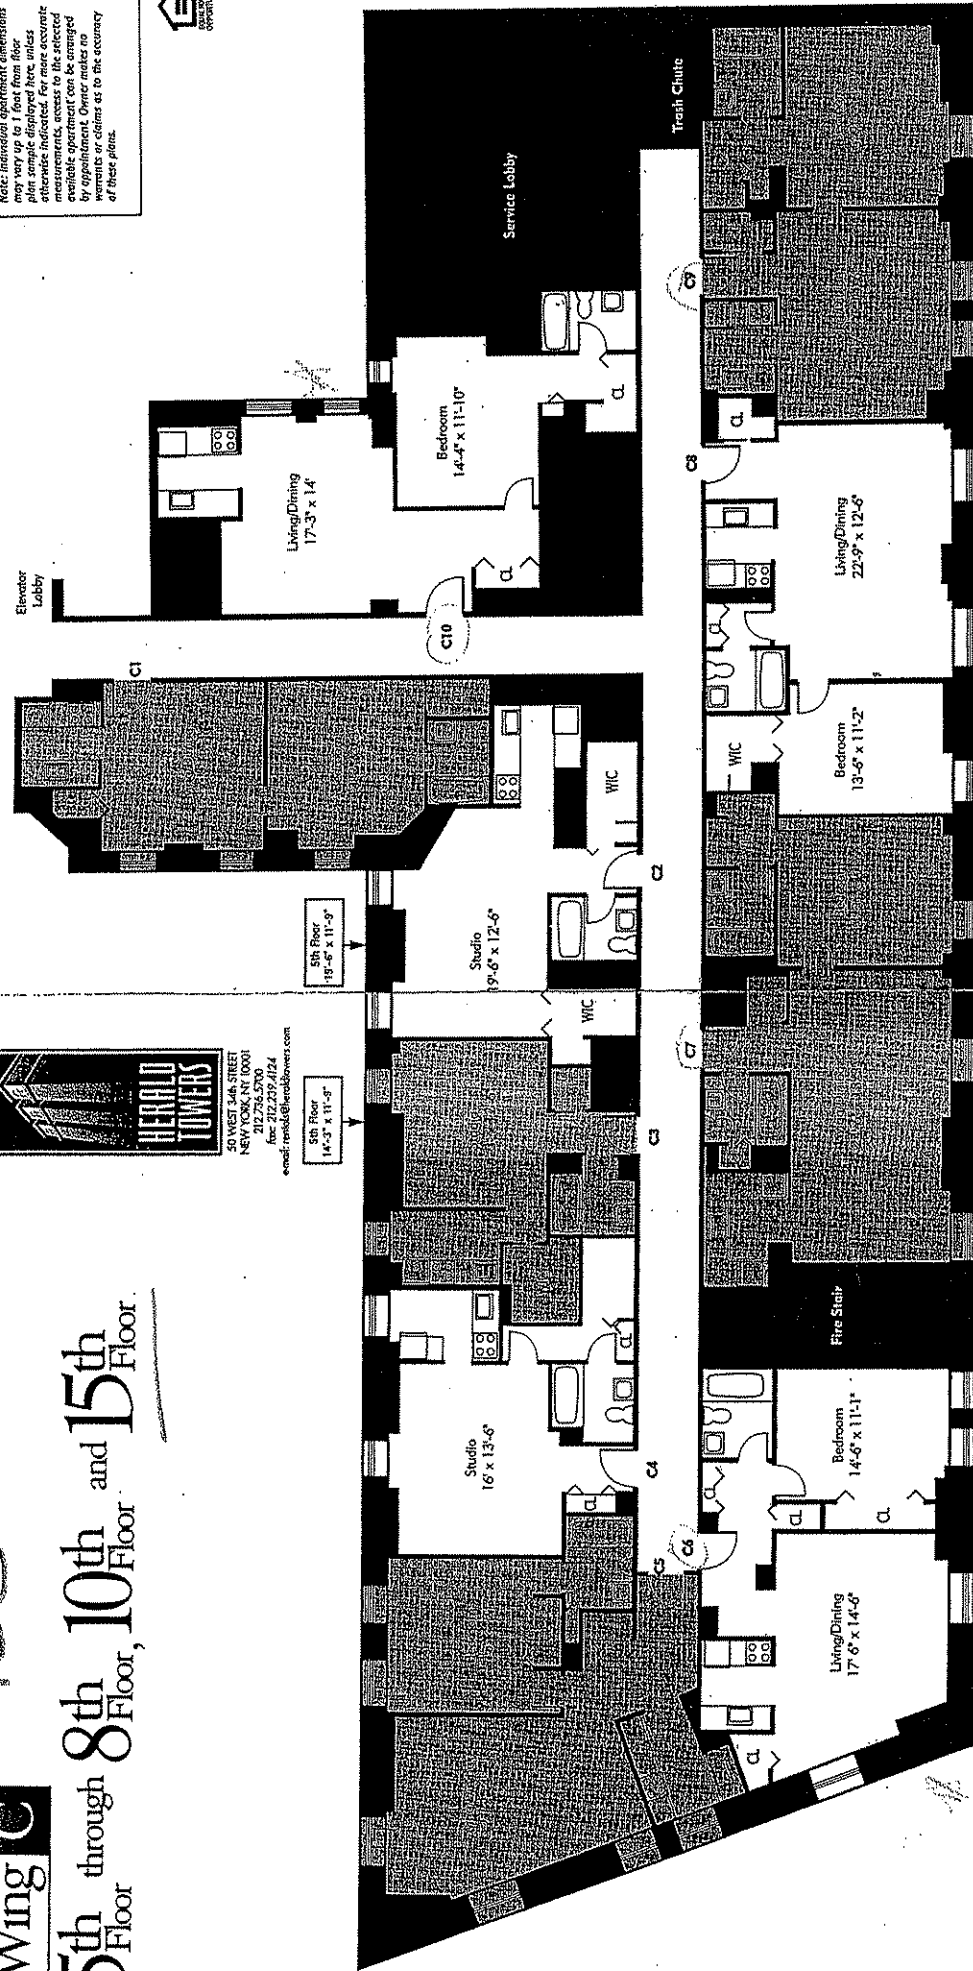 Wing C
5th Floor through 8th Floor, 10th Floor and 15th Floor
HERALD
TOWERS
50 WEST 34th STREET
NEW YORK, NY 10001
212.736.5700
fax: 212.239.4124
Note: Individual apartment dimensions
may vary up to 1 foot from floor
plan sample displayed here, unless
otherwise indicated. For more accurate
measurements, access to the selected
available apartment can be arranged
by appointment. Owner makes no
warrants or claims as to the accuracy
of these plans.
5th Floor
14'-3" x 11'-8"
5th Floor
-19'-6" x 11'-9"
Elevator
Lobby
C1
Living/Dining
17'-3" x 14'
Bedroom
14'-4" x 11'-10"
CL
CL
C10
Service Lobby
Trash Chute
Studio
16' x 13'-6"
CL
CL
C4
C3
Studio
19'-6" x 12'-6"
WIC
WIC
C2
C5
C6
C7
C8
C9
Living/Dining
17' 6" x 14'-6"
CL
CL
CL
CL
Bedroom
14'-6" x 11'-1"
Fire Stair
WIC
Bedroom
13'-6" x 11'-2"
CL
Living/Dining
22'-9" x 12'-6"
CL